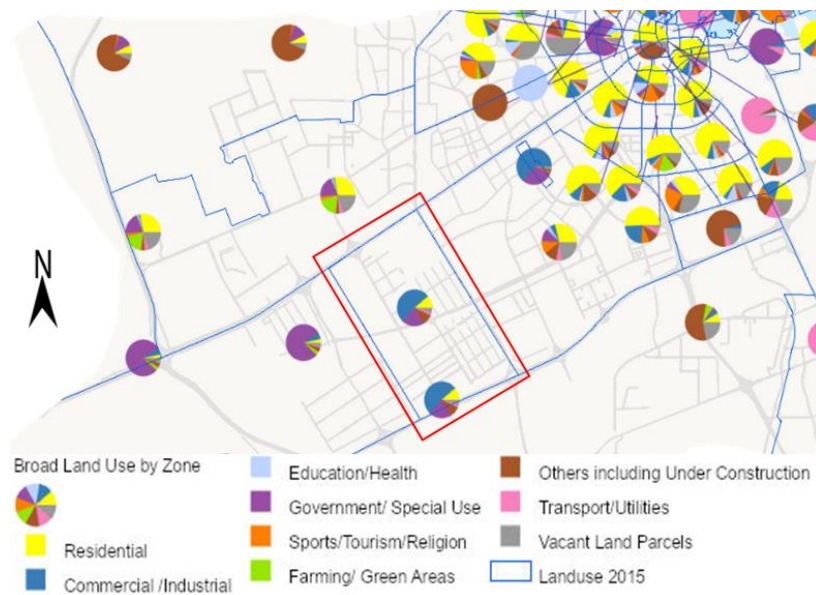 N
Broad Land Use by Zone
Residential
Commercial /Industrial
Education/Health
Government/ Special Use
Sports/Tourism/Religion
Farming/ Green Areas
Others including Under Construction
Transport/Utilities
Vacant Land Parcels
Landuse 2015